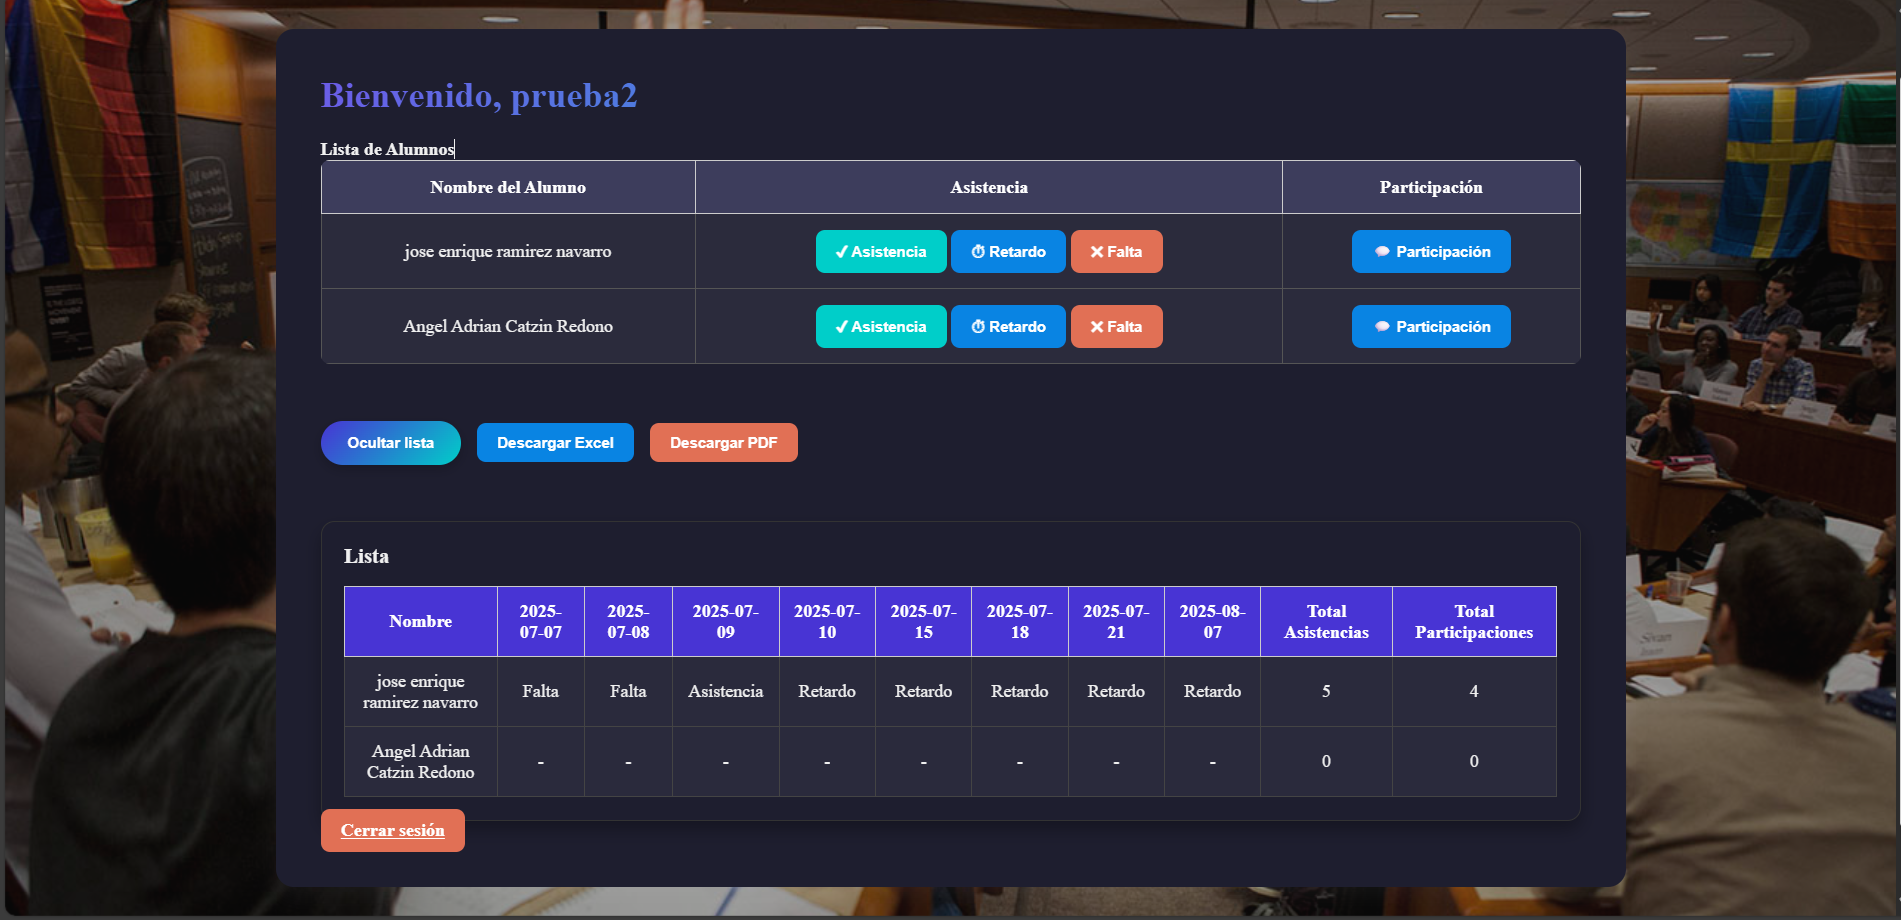 Bienvenido, prueba2
Lista de Alumnos
Nombre del Alumno Asistencia Participación
jose enrique ramirez navarro ✔ Asistencia ⏱ Retardo ❌ Falta 💬 Participación
Angel Adrian Catzin Redono ✔ Asistencia ⏱ Retardo ❌ Falta 💬 Participación
Ocultar lista Descargar Excel Descargar PDF
Lista
Nombre 2025-07-07 2025-07-08 2025-07-09 2025-07-10 2025-07-15 2025-07-18 2025-07-21 2025-08-07 Total Asistencias Total Participaciones
jose enrique ramirez navarro Falta Falta Asistencia Retardo Retardo Retardo Retardo Retardo 5 4
Angel Adrian Catzin Redono - - - - - - - - 0 0
Cerrar sesión